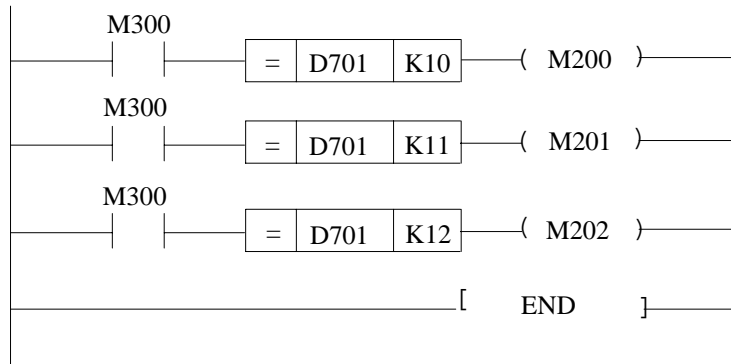 M300
= D701 K10 ( M200 )
M300
= D701 K11 ( M201 )
M300
= D701 K12 ( M202 )
[ END ]